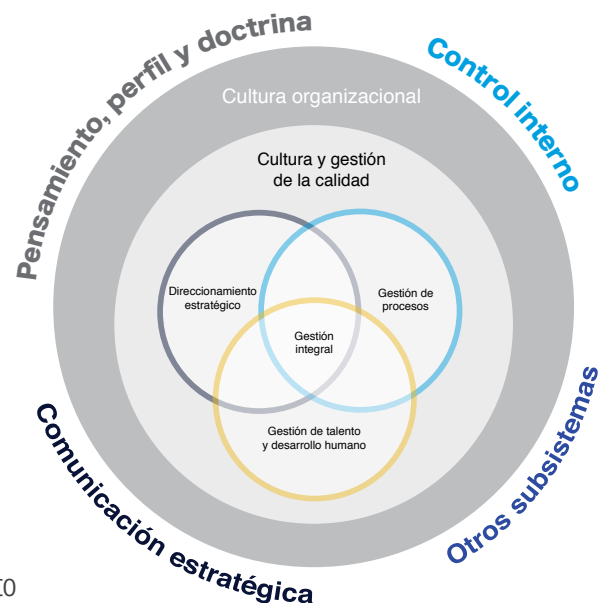 Pensamiento, perfil y doctrina
Control interno
Cultura organizacional
Cultura y gestión
de la calidad
Direccionamiento
estratégico
Gestión de
procesos
Gestión
integral
Gestión de talento
y desarrollo humano
Comunicación estratégica
Otros subsistemas